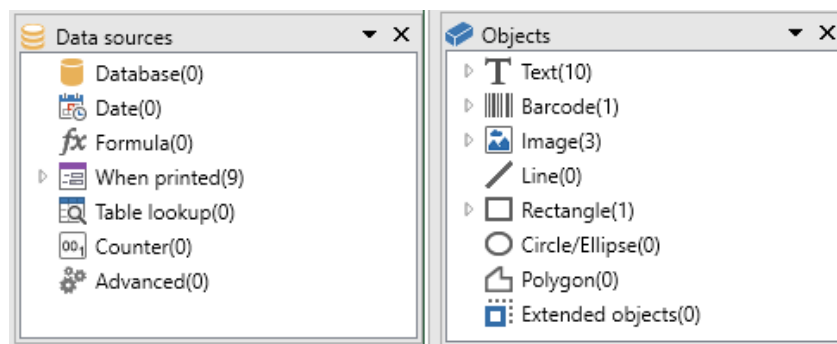 Data sources
Database(0)
Date(0)
Formula(0)
When printed(9)
Table lookup(0)
Counter(0)
Advanced(0)
Objects
Text(10)
Barcode(1)
Image(3)
Line(0)
Rectangle(1)
Circle/Ellipse(0)
Polygon(0)
Extended objects(0)